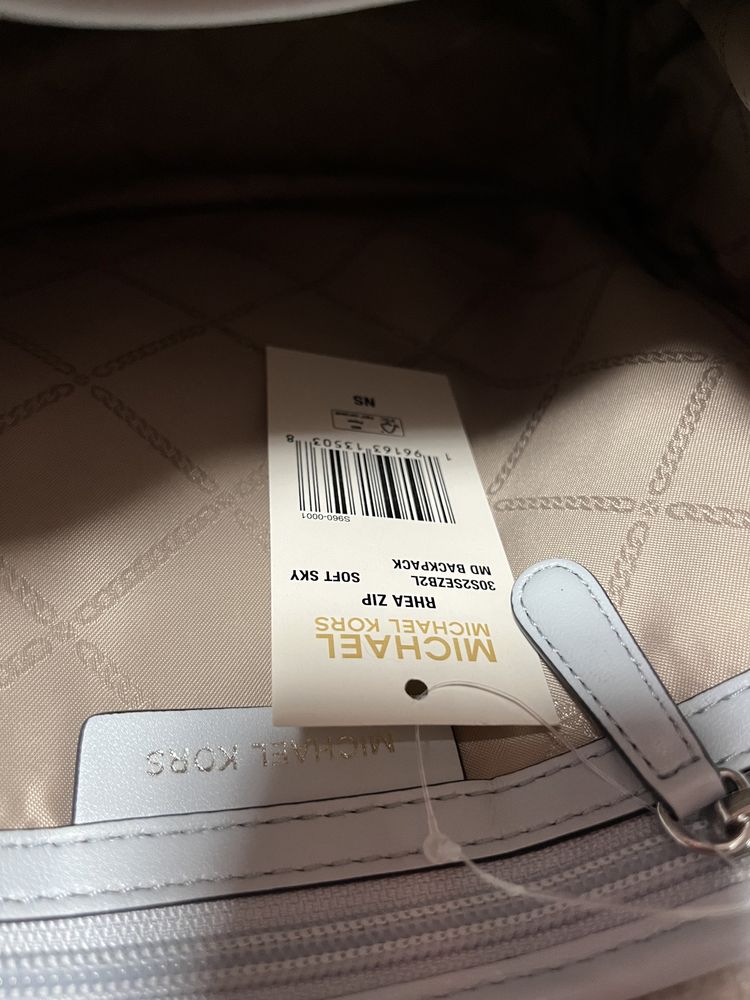 MICHAEL
MICHAEL KORS
RHEA ZIP
30S2SEZB2L SOFT SKY
MD BACKPACK
S960-0001
1 96163 13503 8
NS
MICHAEL KORS